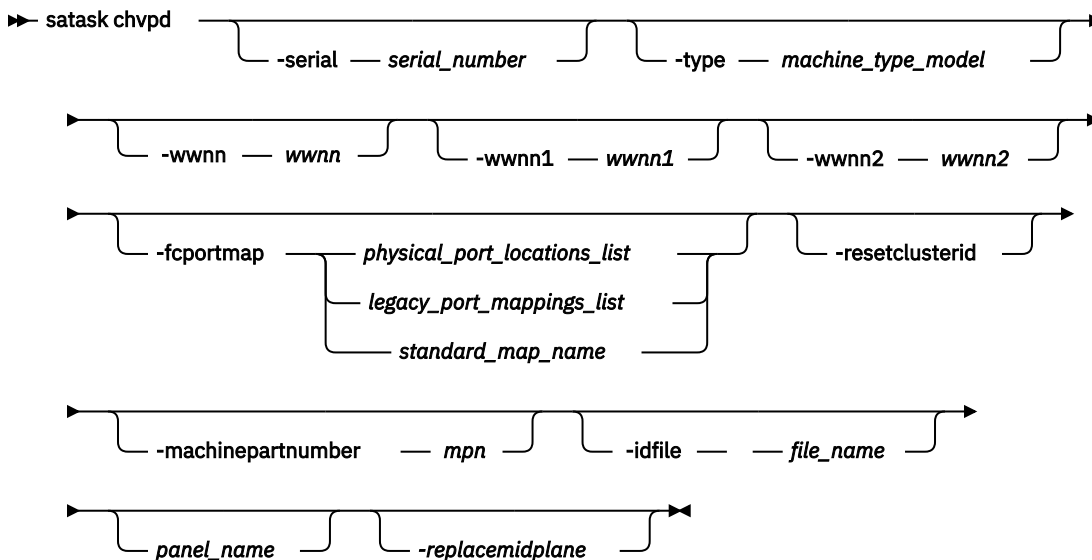 satask chvpd
-serial serial_number -type machine_type_model
-wwnn wwnn -wwnn1 wwnn1 -wwnn2 wwnn2
-fcportmap physical_port_locations_list -resetclusterid
legacy_port_mappings_list
standard_map_name
-machinepartnumber mpn -idfile file_name
panel_name -replacemidplane